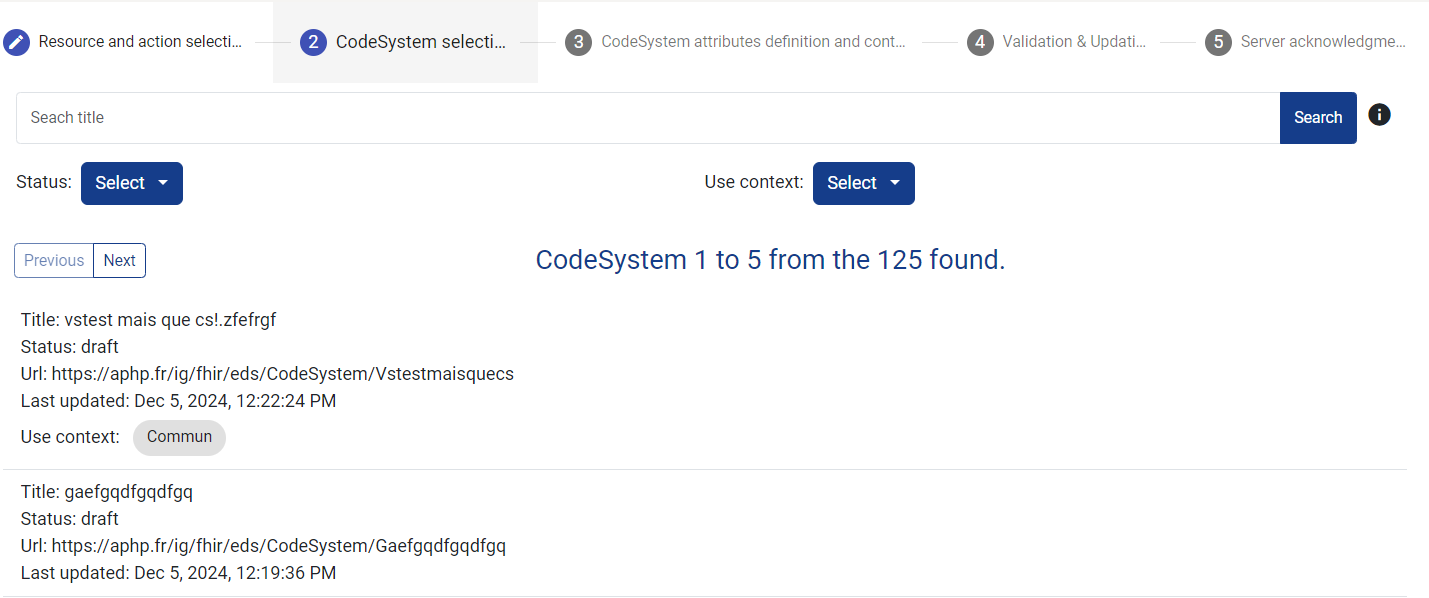 Resource and action selecti...
2 CodeSystem selecti...
3 CodeSystem attributes definition and cont...
4 Validation & Updati...
5 Server acknowledgme...
Seach title
Search
Status: Select
Use context: Select
Previous Next
CodeSystem 1 to 5 from the 125 found.
Title: vstest mais que cs!.zfefrgf
Status: draft
Url: https://aphp.fr/ig/fhir/eds/CodeSystem/Vstestmaisquecs
Last updated: Dec 5, 2024, 12:22:24 PM
Use context: Commun
Title: gaefgqdfgqdfgq
Status: draft
Url: https://aphp.fr/ig/fhir/eds/CodeSystem/Gaefgqdfgqdfgq
Last updated: Dec 5, 2024, 12:19:36 PM